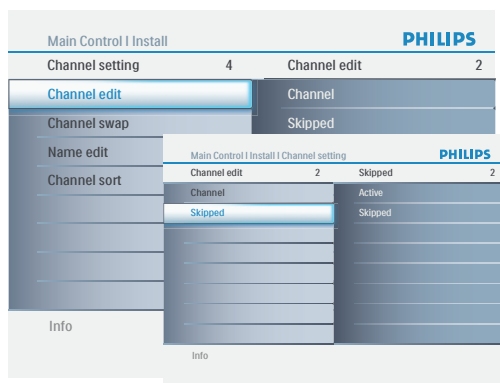 Main Control I Install PHILIPS
Channel setting 4 Channel edit 2
Channel edit Channel
Channel swap Skipped
Name edit
Channel sort
Info
Main Control I Install I Channel setting PHILIPS
Channel edit 2 Skipped 2
Channel Active
Skipped Skipped
Info